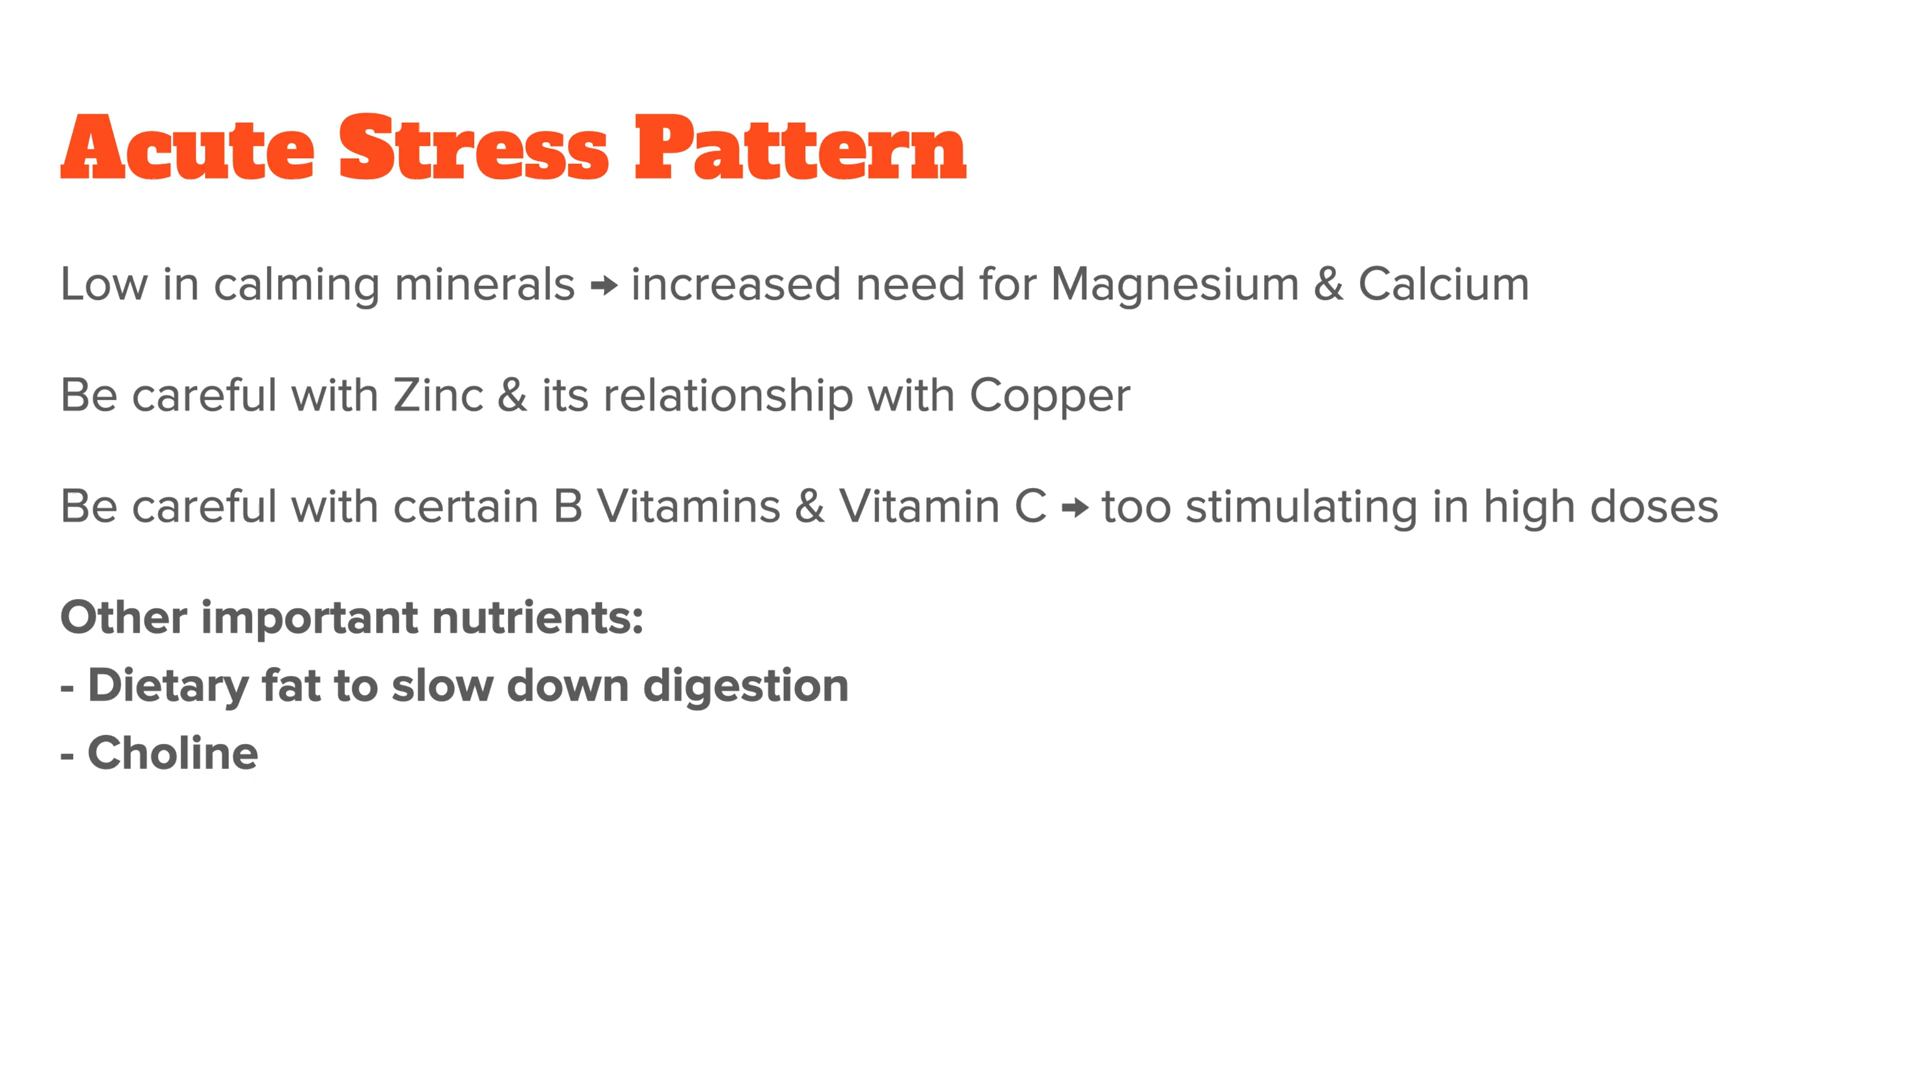 Acute Stress Pattern
Low in calming minerals → increased need for Magnesium & Calcium
Be careful with Zinc & its relationship with Copper
Be careful with certain B Vitamins & Vitamin C → too stimulating in high doses
Other important nutrients:
- Dietary fat to slow down digestion
- Choline